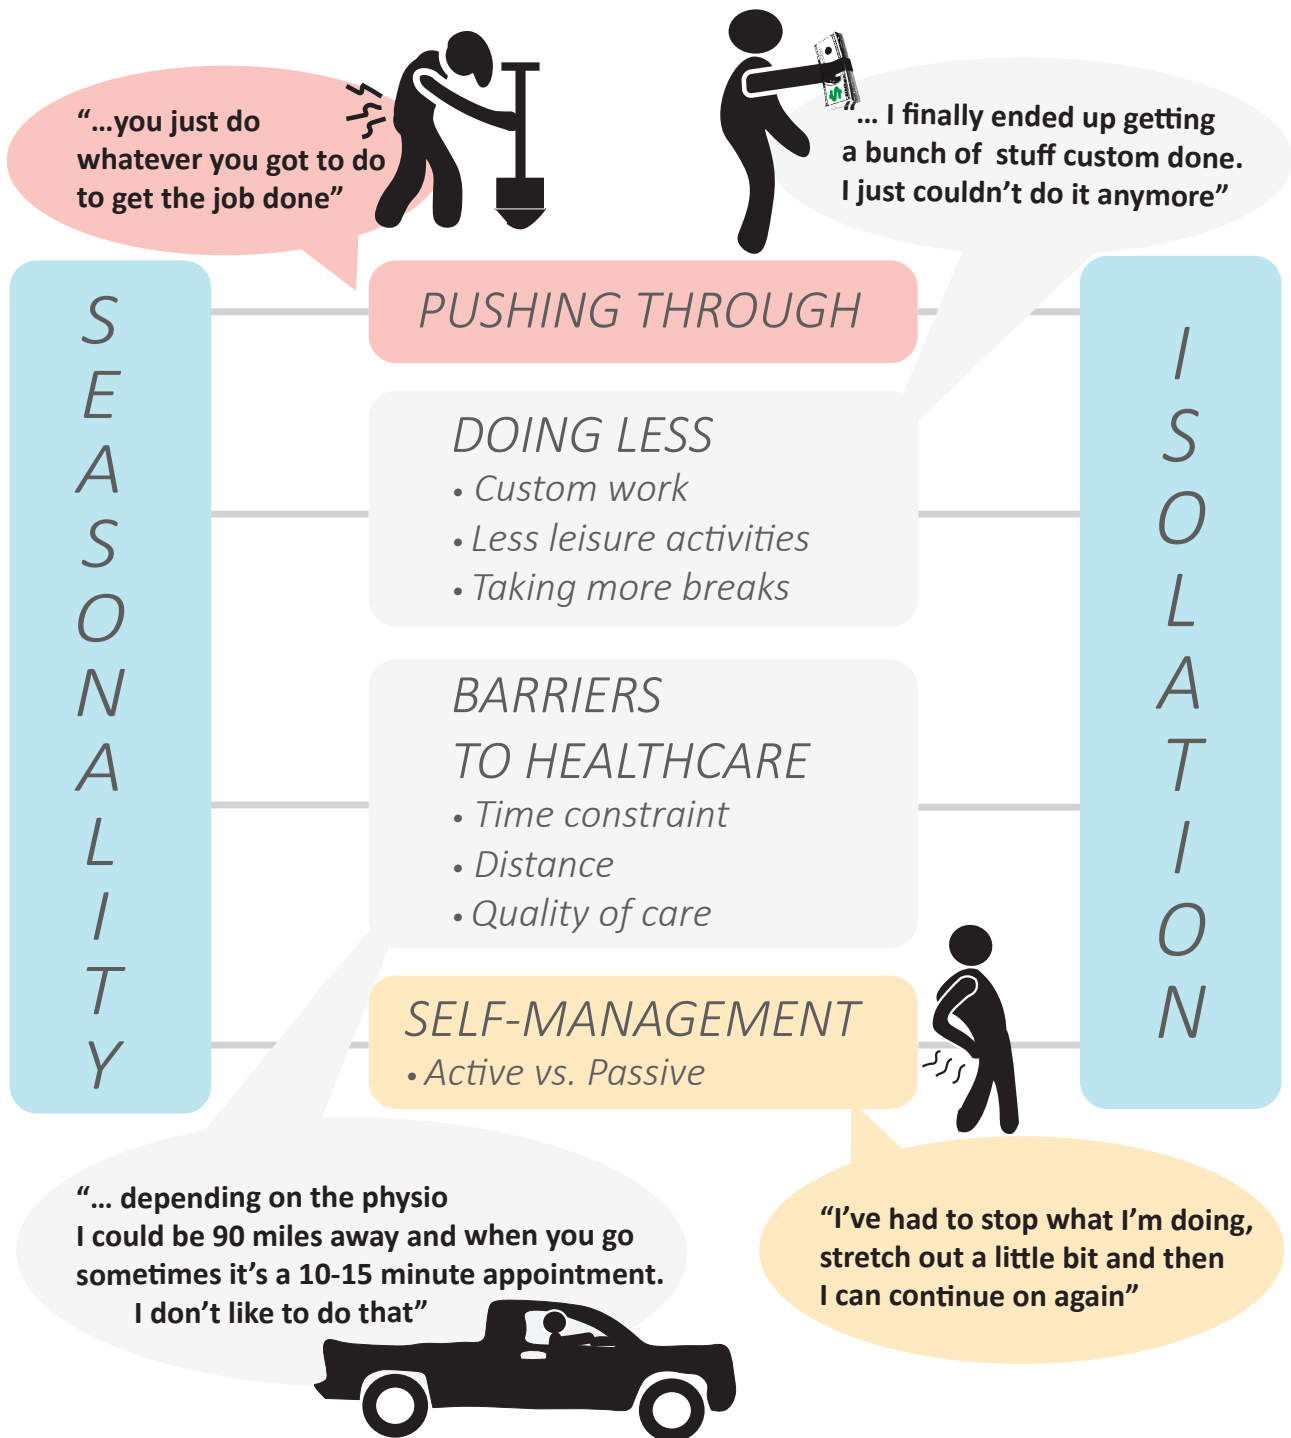 “...you just do
whatever you got to do
to get the job done”
“... I finally ended up getting
a bunch of stuff custom done.
I just couldn’t do it anymore”
SEASONALITY
PUSHING THROUGH
DOING LESS
• Custom work
• Less leisure activities
• Taking more breaks
BARRIERS
TO HEALTHCARE
• Time constraint
• Distance
• Quality of care
SELF-MANAGEMENT
• Active vs. Passive
ISOLATION
“... depending on the physio
I could be 90 miles away and when you go
sometimes it’s a 10-15 minute appointment.
I don’t like to do that”
“I’ve had to stop what I’m doing,
stretch out a little bit and then
I can continue on again”
$